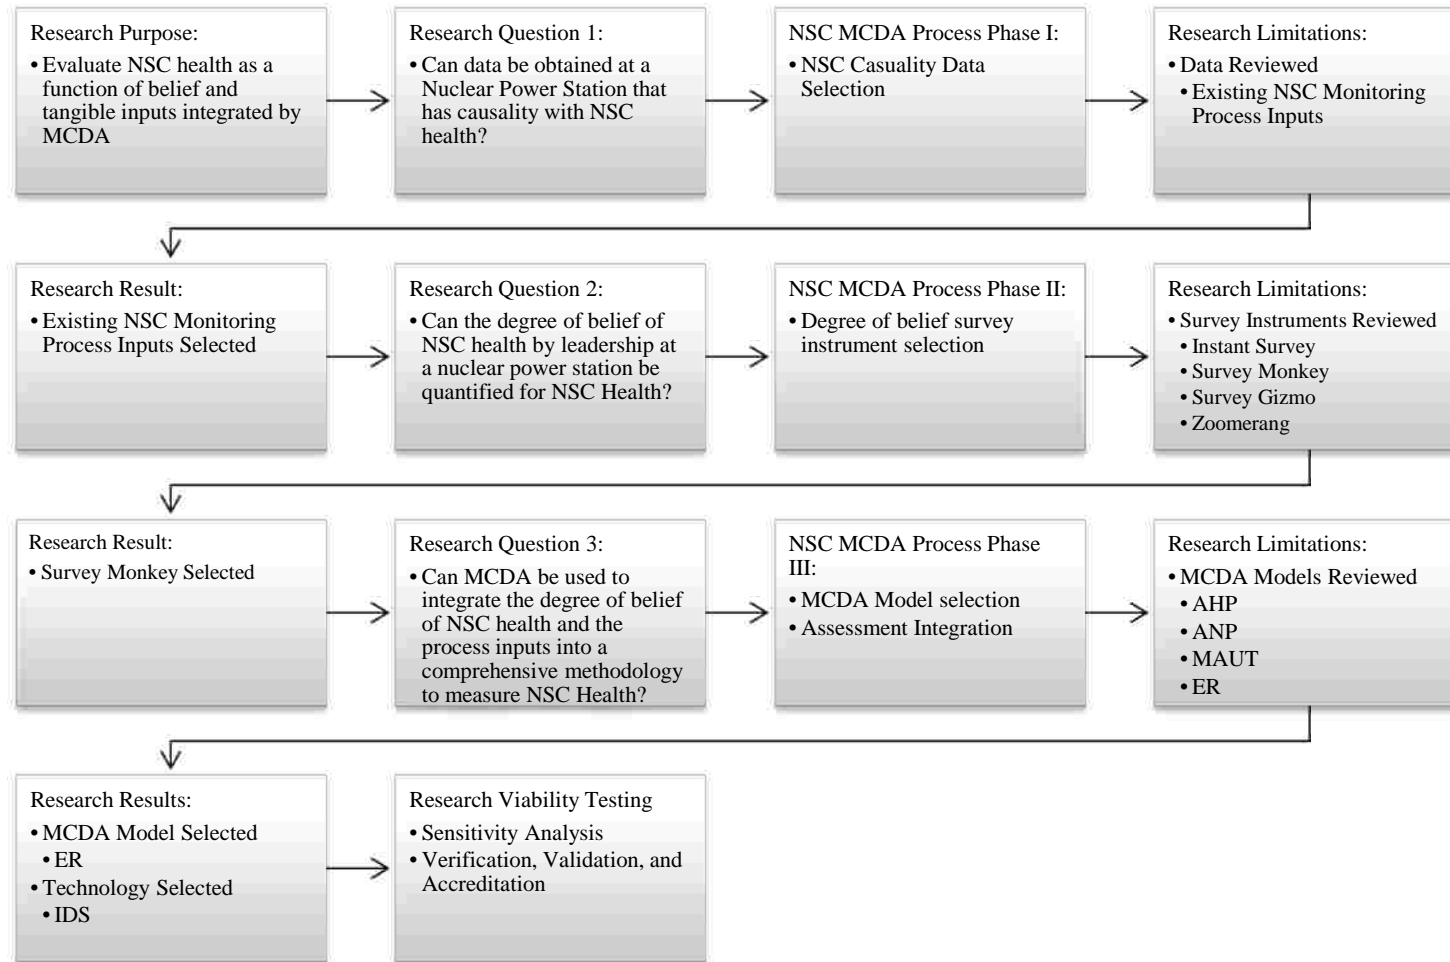 Research Purpose:
• Evaluate NSC health as a
function of belief and
tangible inputs integrated by
MCDA
Research Question 1:
• Can data be obtained at a
Nuclear Power Station that
has causality with NSC
health?
NSC MCDA Process Phase I:
• NSC Casuality Data
Selection
Research Limitations:
• Data Reviewed
• Existing NSC Monitoring
Process Inputs
Research Result:
• Existing NSC Monitoring
Process Inputs Selected
Research Question 2:
• Can the degree of belief of
NSC health by leadership at
a nuclear power station be
quantified for NSC Health?
NSC MCDA Process Phase II:
• Degree of belief survey
instrument selection
Research Limitations:
• Survey Instruments Reviewed
• Instant Survey
• Survey Monkey
• Survey Gizmo
• Zoomerang
Research Result:
• Survey Monkey Selected
Research Question 3:
• Can MCDA be used to
integrate the degree of belief
of NSC health and the
process inputs into a
comprehensive methodology
to measure NSC Health?
NSC MCDA Process Phase
III:
• MCDA Model selection
• Assessment Integration
Research Limitations:
• MCDA Models Reviewed
• AHP
• ANP
• MAUT
• ER
Research Results:
• MCDA Model Selected
• ER
• Technology Selected
• IDS
Research Viability Testing
• Sensitivity Analysis
• Verification, Validation, and
Accreditation